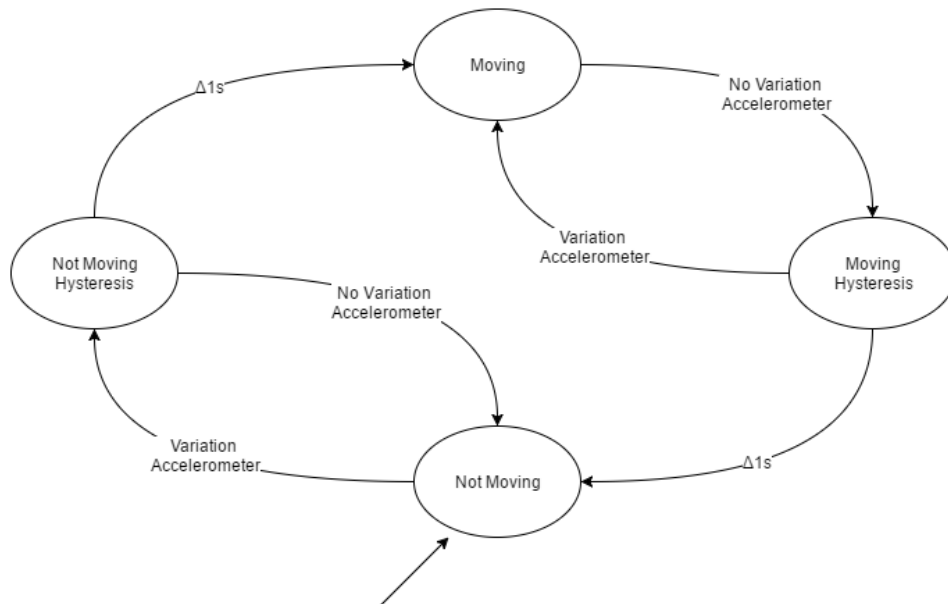 Moving
Δ1s
No Variation
Accelerometer
Variation
Accelerometer
Not Moving
Hysteresis
Moving
Hysteresis
No Variation
Accelerometer
Variation
Accelerometer
Not Moving
Δ1s